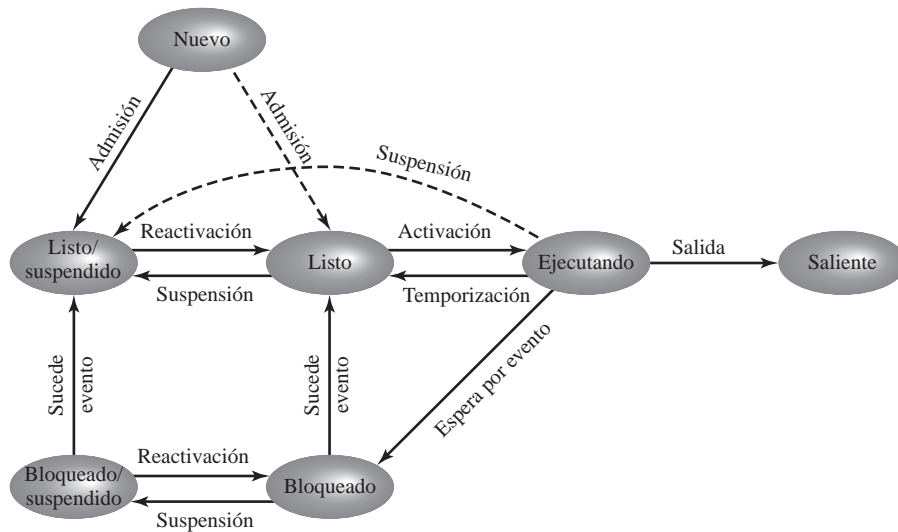 Nuevo
Admisión
Admisión
Suspensión
Reactivación
Activación
Listo/
suspendido
Listo
Ejecutando
Salida
Saliente
Suspensión
Temporización
Sucede
evento
Sucede
evento
Espera por evento
Reactivación
Bloqueado/
suspendido
Bloqueado
Suspensión